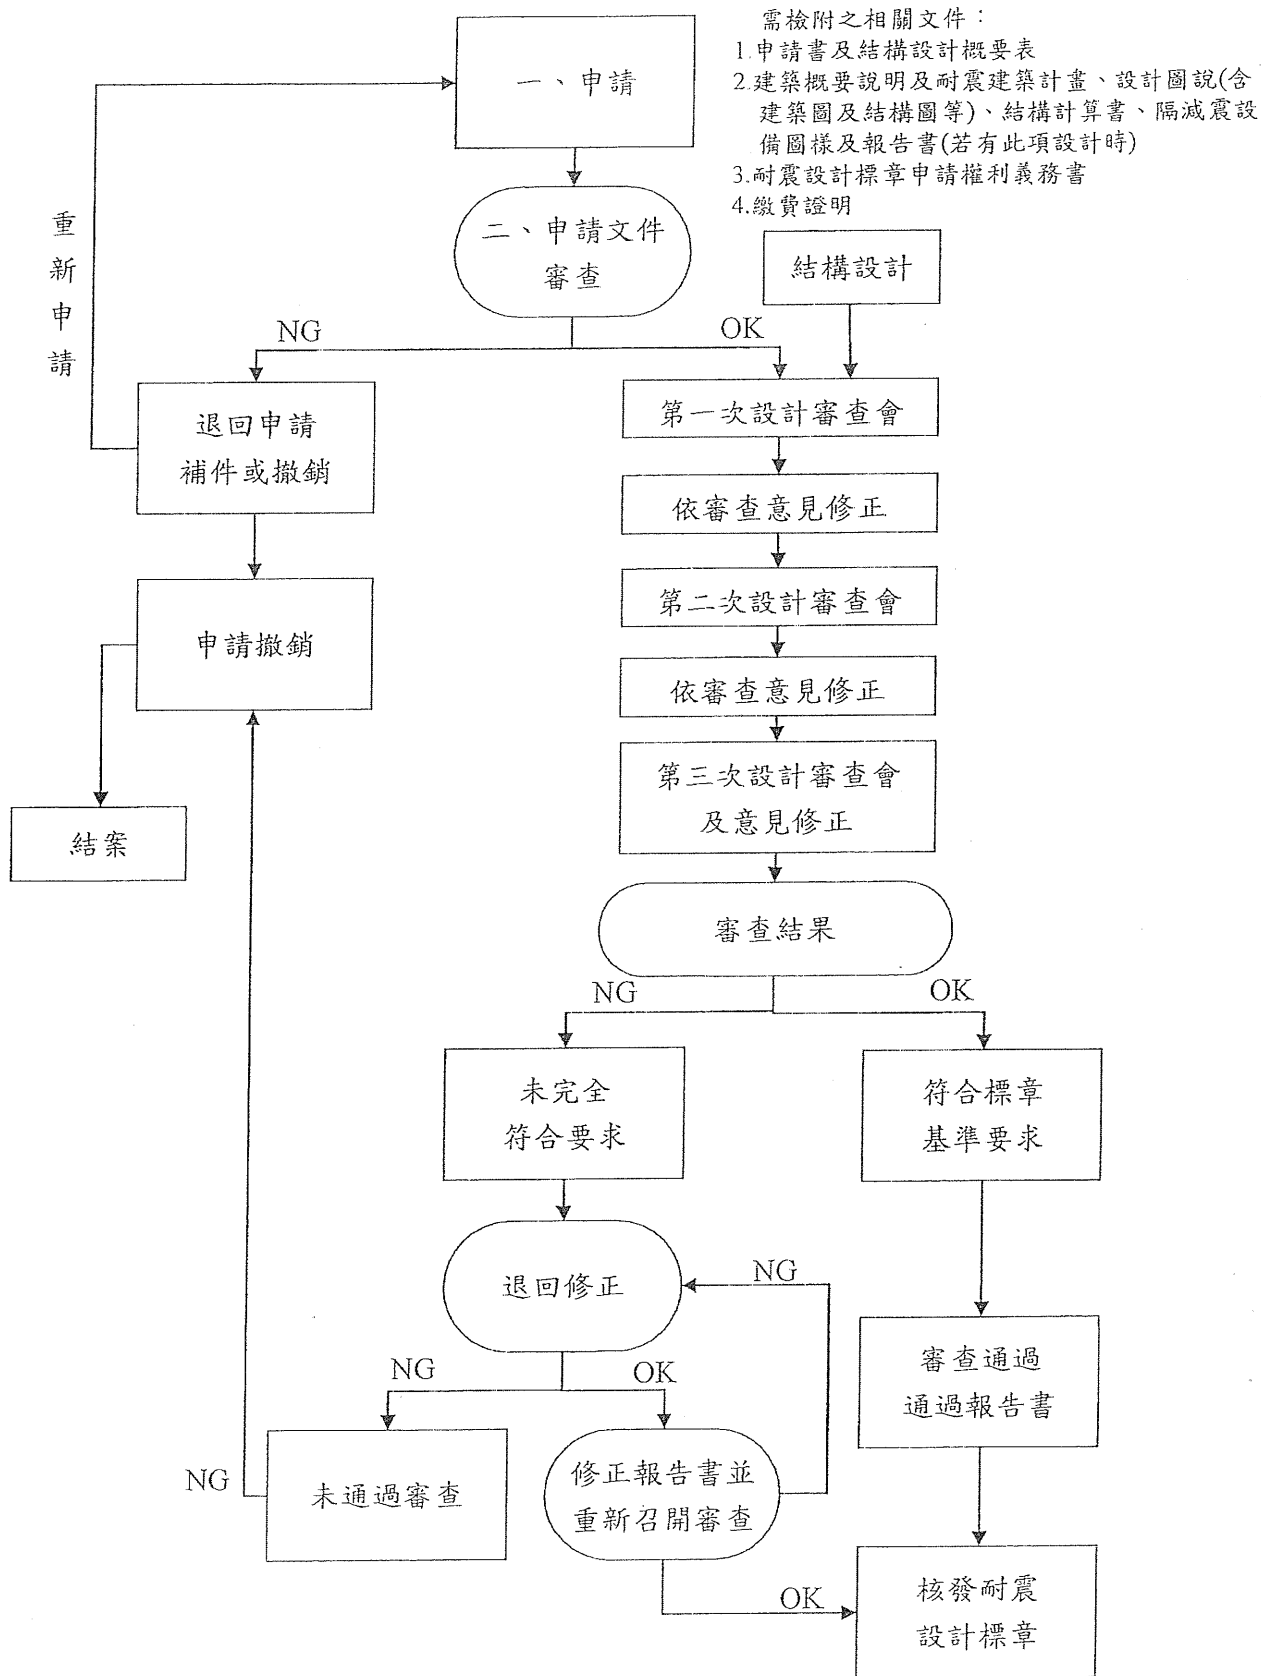 需檢附之相關文件：
1.申請書及結構設計概要表
2.建築概要說明及耐震建築計畫、設計圖說(含
建築圖及結構圖等)、結構計算書、隔減震設
備圖樣及報告書(若有此項設計時)
3.耐震設計標章申請權利義務書
4.繳費證明
一、申請
重新申請
二、申請文件
審查
結構設計
NG
OK
退回申請
補件或撤銷
第一次設計審查會
依審查意見修正
第二次設計審查會
申請撤銷
依審查意見修正
第三次設計審查會
及意見修正
結案
審查結果
NG
OK
未完全
符合要求
符合標章
基準要求
退回修正
NG
NG
OK
審查通過
通過報告書
NG
未通過審查
修正報告書並
重新召開審查
OK
核發耐震
設計標章